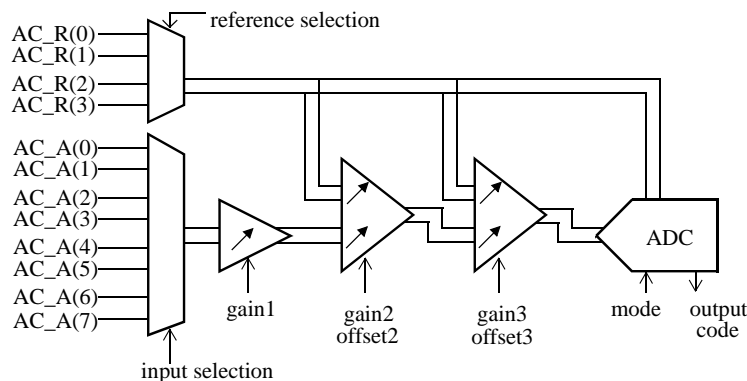 reference selection
AC_R(0)
AC_R(1)
AC_R(2)
AC_R(3)
AC_A(0)
AC_A(1)
AC_A(2)
AC_A(3)
AC_A(4)
AC_A(5)
AC_A(6)
AC_A(7)
ADC
gain1
gain2
offset2
gain3
offset3
mode
output
code
input selection